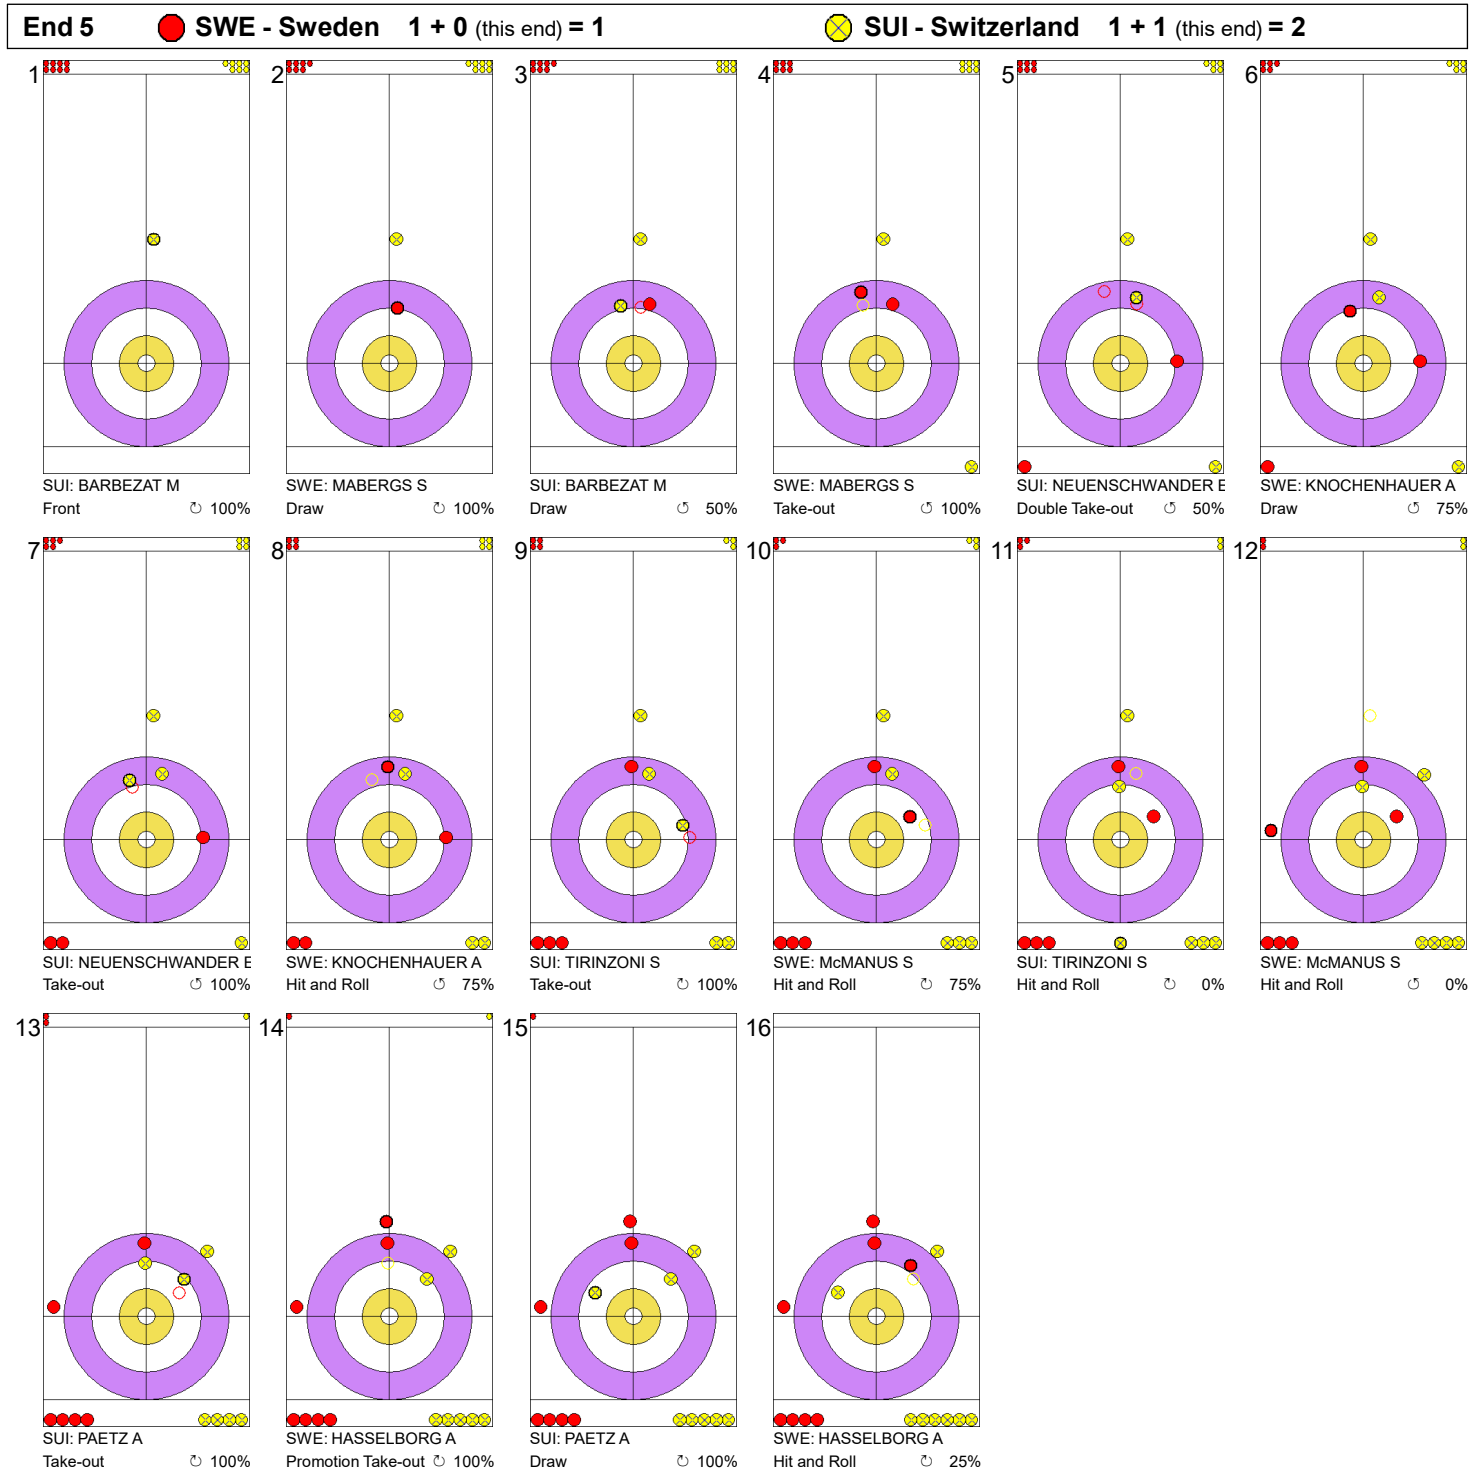 End 5 SWE - Sweden 1 + 0 (this end) = 1 SUI - Switzerland 1 + 1 (this end) = 2
1 2 3 4 5 6
SUI: BARBEZAT M SWE: MABERGS S SUI: BARBEZAT M SWE: MABERGS S SUI: NEUENSCHWANDER E SWE: KNOCHENHAUER A
Front ↻ 100% Draw ↻ 100% Draw ↺ 50% Take-out ↺ 100% Double Take-out ↺ 50% Draw ↺ 75%
7 8 9 10 11 12
SUI: NEUENSCHWANDER E SWE: KNOCHENHAUER A SUI: TIRINZONI S SWE: McMANUS S SUI: TIRINZONI S SWE: McMANUS S
Take-out ↺ 100% Hit and Roll ↺ 75% Take-out ↻ 100% Hit and Roll ↻ 75% Hit and Roll ↻ 0% Hit and Roll ↺ 0%
13 14 15 16
SUI: PAETZ A SWE: HASSELBORG A SUI: PAETZ A SWE: HASSELBORG A
Take-out ↻ 100% Promotion Take-out ↻ 100% Draw ↻ 100% Hit and Roll ↻ 25%